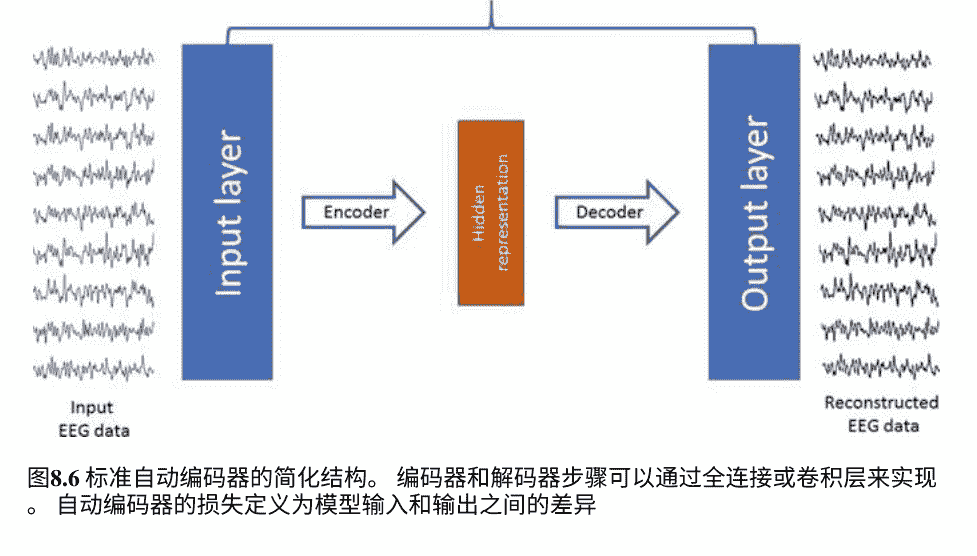 Input layer
Encoder
Hidden
representation
Decoder
Output layer
Input
EEG data
Reconstructed
EEG data
图8.6 标准自动编码器的简化结构。 编码器和解码器步骤可以通过全连接或卷积层来实现
。 自动编码器的损失定义为模型输入和输出之间的差异